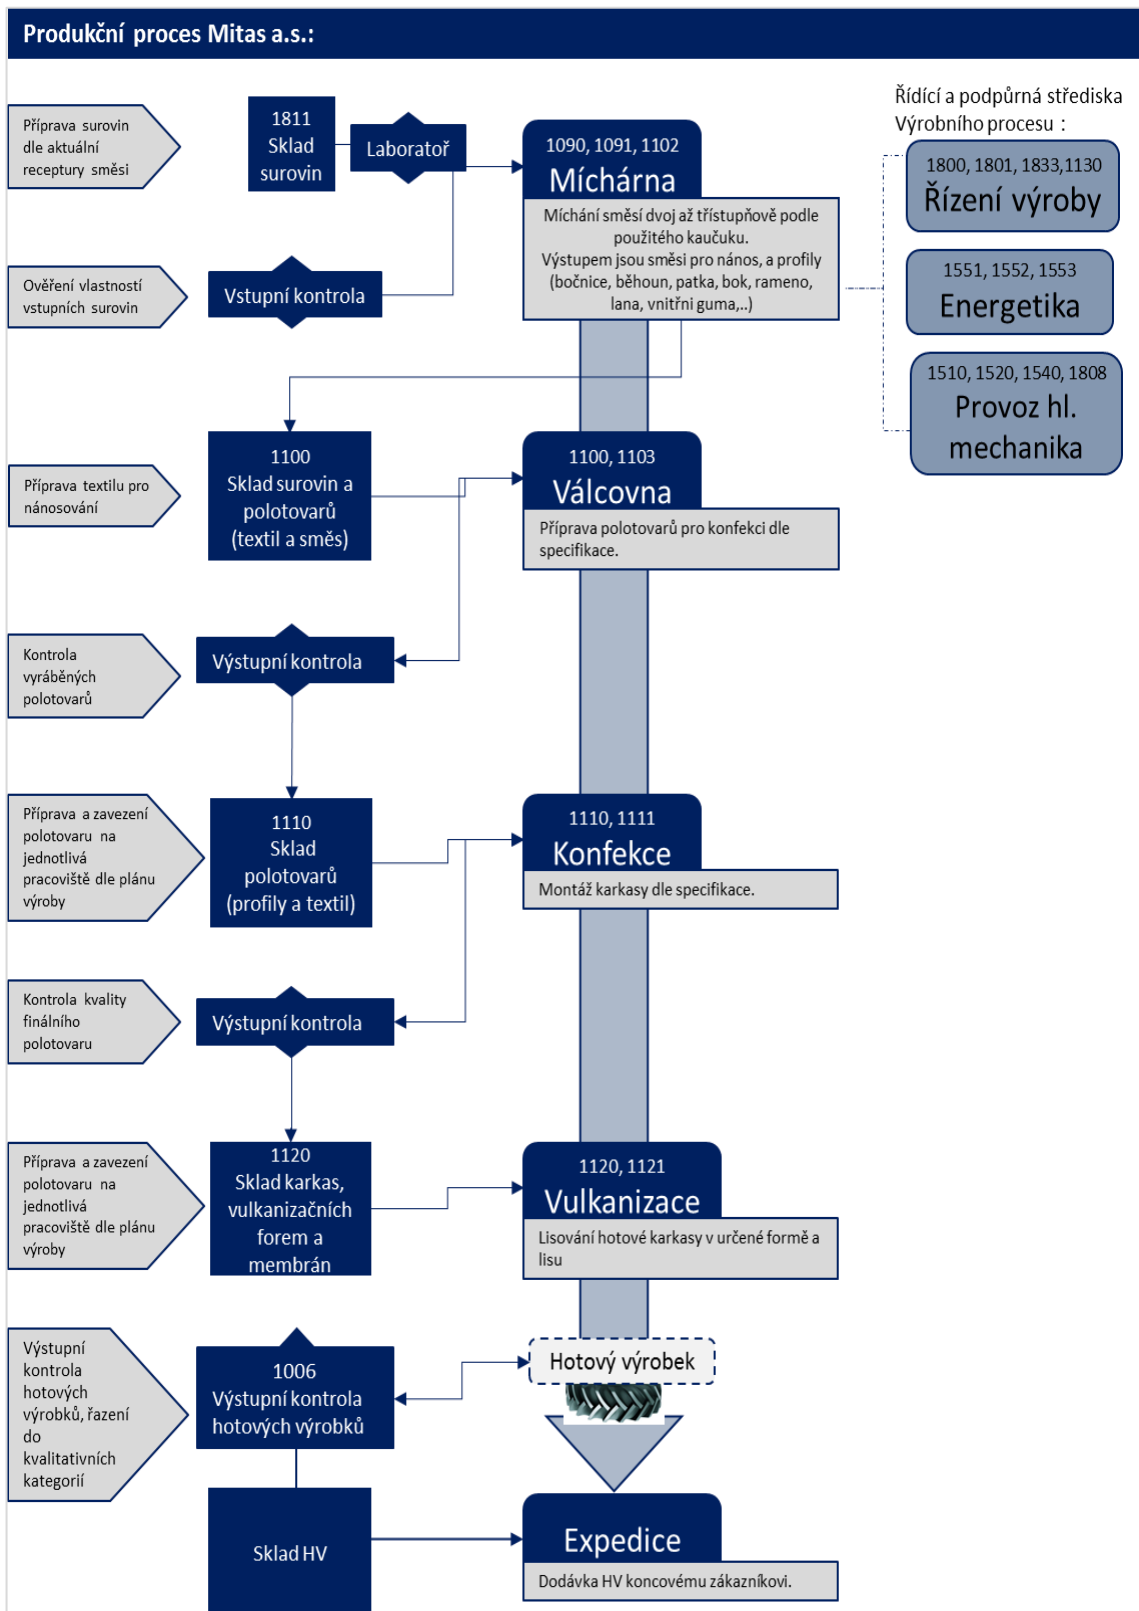 Produkční proces Mitas a.s.:
Příprava surovin
dle aktuální
receptury směsi
1811
Sklad
surovin
Laboratoř
1090, 1091, 1102
Míchárna
Míchání směsí dvoj až třístupňově podle
použitého kaučuku.
Výstupem jsou směsi pro nános, a profily
(bočnice, běhoun, patka, bok, rameno,
lana, vnitřni guma,..)
Řídící a podpůrná střediska
Výrobního procesu :
1800, 1801, 1833,1130
Řízení výroby
1551, 1552, 1553
Energetika
1510, 1520, 1540, 1808
Provoz hl.
mechanika
Ověření vlastností
vstupních surovin
Vstupní kontrola
Příprava textilu pro
nánosování
1100
Sklad surovin a
polotovarů
(textil a směs)
1100, 1103
Válcovna
Příprava polotovarů pro konfekci dle
specifikace.
Kontrola
vyráběných
polotovarů
Výstupní kontrola
Příprava a zavezení
polotovaru na
jednotlivá
pracoviště dle plánu
výroby
1110
Sklad
polotovarů
(profily a textil)
1110, 1111
Konfekce
Montáž karkasy dle specifikace.
Kontrola kvality
finálního
polotovaru
Výstupní kontrola
Příprava a zavezení
polotovaru na
jednotlivá
pracoviště dle plánu
výroby
1120
Sklad karkas,
vulkanizačních
forem a
membrán
1120, 1121
Vulkanizace
Lisování hotové karkasy v určené formě a
lisu
Výstupní
kontrola
hotových
výrobků, řazení
do
kvalitativních
kategorií
1006
Výstupní kontrola
hotových výrobků
Hotový výrobek
Sklad HV
Expedice
Dodávka HV koncovému zákazníkovi.